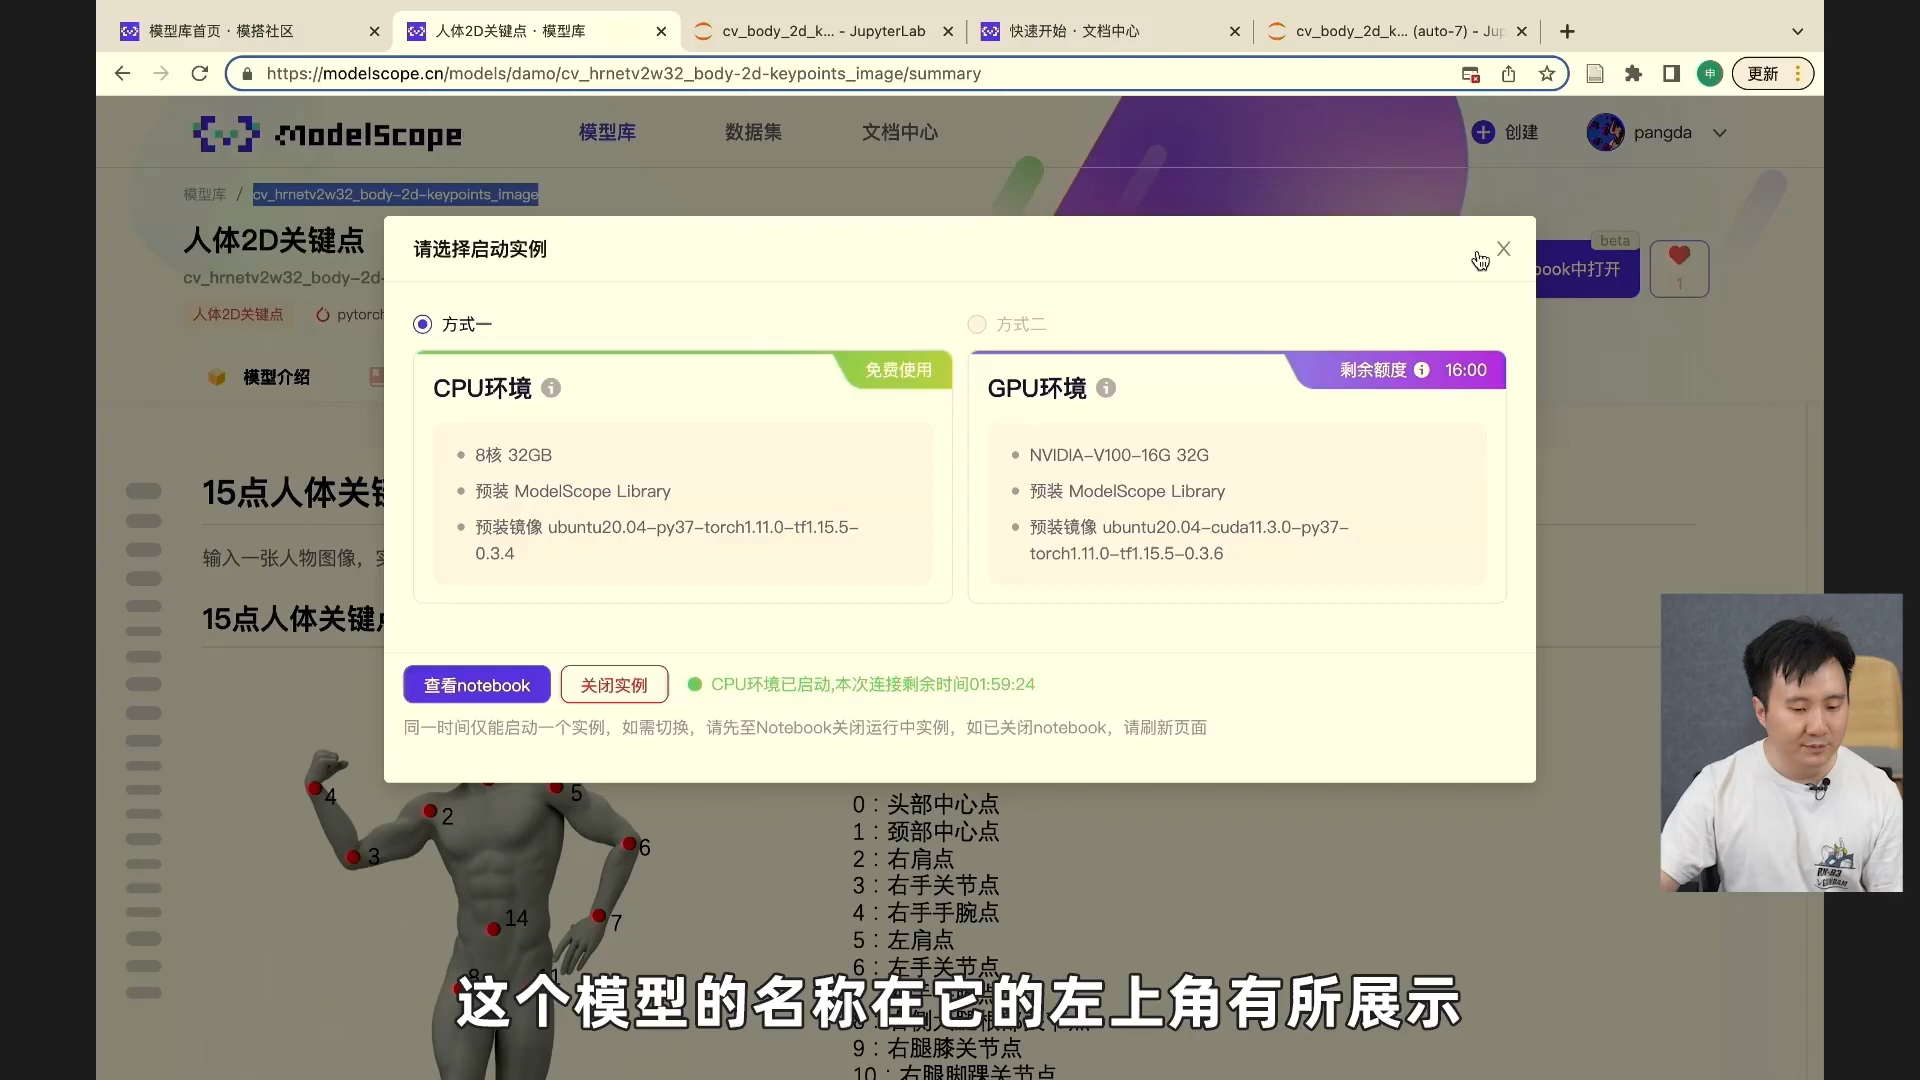 模型库首页 · 模搭社区
人体2D关键点 · 模型库
cv_body_2d_k... - JupyterLab
快速开始 · 文档中心
cv_body_2d_k... (auto-7) - Jup
https://modelscope.cn/models/damo/cv_hrnetv2w32_body-2d-keypoints_image/summary
申
更新
ModelScope
模型库
数据集
文档中心
创建
pangda
模型库 / cv_hrnetv2w32_body-2d-keypoints_image
人体2D关键点
cv_hrnetv2w32_body-2d-
beta
book中打开
1
人体2D关键点
pytorch
模型介绍
请选择启动实例
方式一
方式二
CPU环境
免费使用
8核 32GB
预装 ModelScope Library
预装镜像 ubuntu20.04-py37-torch1.11.0-tf1.15.5-
0.3.4
GPU环境
剩余额度 16:00
NVIDIA-V100-16G 32G
预装 ModelScope Library
预装镜像 ubuntu20.04-cuda11.3.0-py37-
torch1.11.0-tf1.15.5-0.3.6
查看notebook
关闭实例
CPU环境已启动,本次连接剩余时间01:59:24
同一时间仅能启动一个实例，如需切换，请先至Notebook关闭运行中实例，如已关闭notebook，请刷新页面
15点人体关键
输入一张人物图像，
15点人体关键
4
2
3
5
6
7
14
0：头部中心点
1：颈部中心点
2：右肩点
3：右手关节点
4：右手手腕点
5：左肩点
6：左手关节点
9：右腿膝关节点
10：右腿脚踝关节点
这个模型的名称在它的左上角有所展示
RX-93